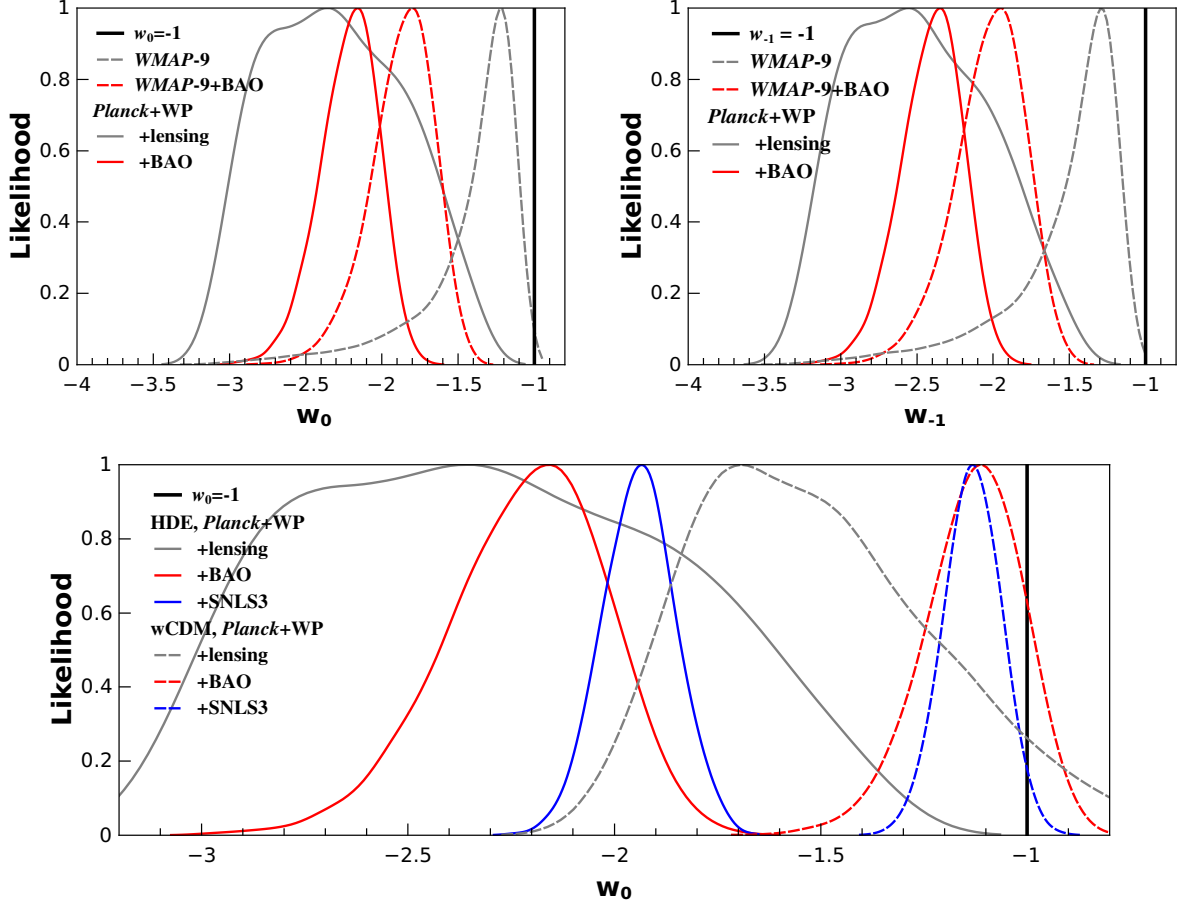 Likelihood
1
0.8
0.6
0.4
0.2
0
w₀=-1
WMAP-9
WMAP-9+BAO
Planck+WP
+lensing
+BAO
−4 −3.5 −3 −2.5 −2 −1.5 −1
w₀
Likelihood
1
0.8
0.6
0.4
0.2
0
w₋₁ = -1
WMAP-9
WMAP-9+BAO
Planck+WP
+lensing
+BAO
−4 −3.5 −3 −2.5 −2 −1.5 −1
w₋₁
Likelihood
1
0.8
0.6
0.4
0.2
0
w₀=-1
HDE, Planck+WP
+lensing
+BAO
+SNLS3
wCDM, Planck+WP
+lensing
+BAO
+SNLS3
−3 −2.5 −2 −1.5 −1
w₀